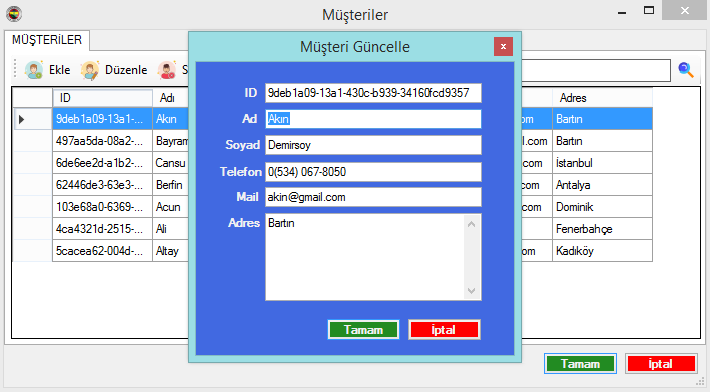 Müşteriler
MÜŞTERİLER
Ekle Düzenle S
ID Adı Adres
9deb1a09-13a1-... Akın om Bartın
497aa5da-08a2-... Bayram l.com Bartın
6de6ee2d-a1b2-... Cansu om İstanbul
62446de3-63e3-... Berfin om Antalya
103e68a0-6369-... Acun com Dominik
4ca4321d-2515-... Ali Fenerbahçe
5cacea62-004d-... Altay om Kadıköy
Müşteri Güncelle x
ID 9deb1a09-13a1-430c-b939-34160fcd9357
Ad Akın
Soyad Demirsoy
Telefon 0(534) 067-8050
Mail akin@gmail.com
Adres Bartın
Tamam İptal
Tamam İptal